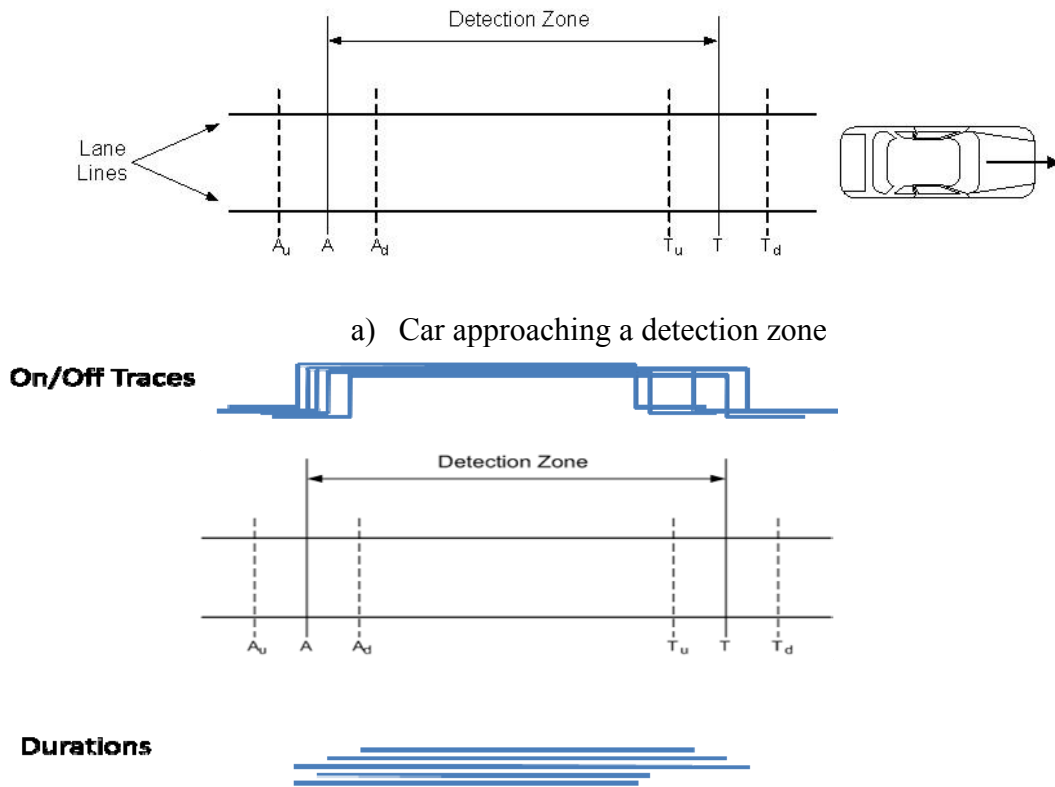 Detection Zone
Lane
Lines
Au A Ad Tu T Td
a) Car approaching a detection zone
On/Off Traces
Detection Zone
Au A Ad Tu T Td
Durations